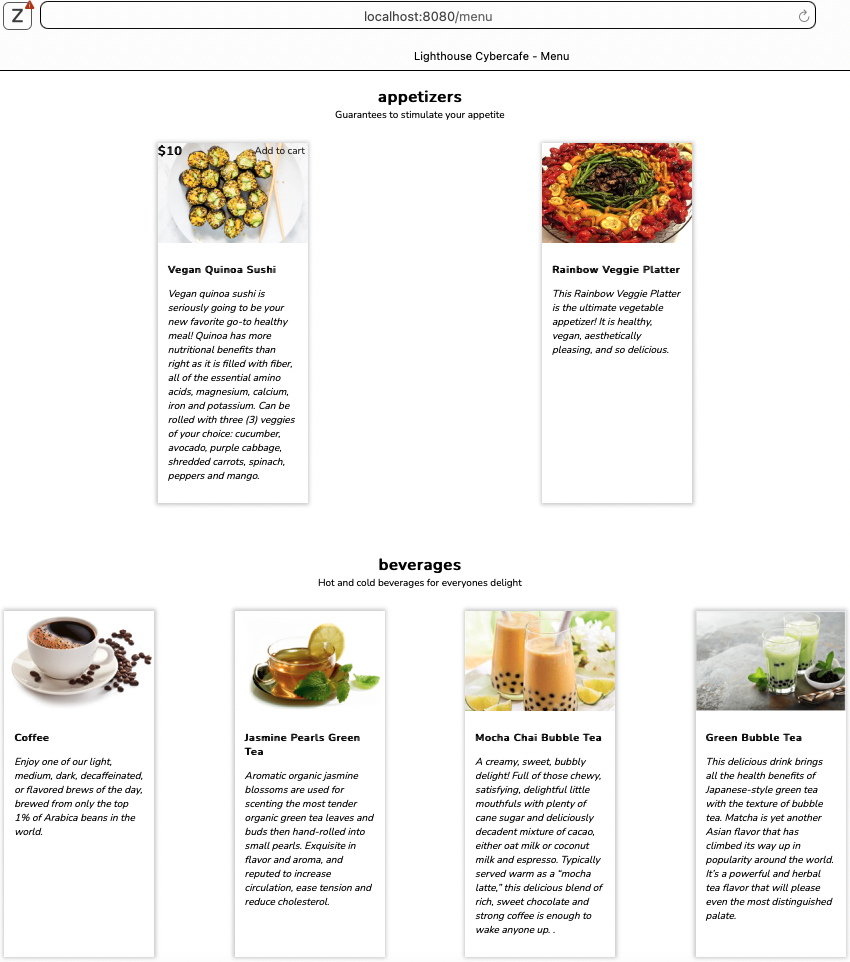 Z
localhost:8080/menu
Lighthouse Cybercafe - Menu
appetizers
Guarantees to stimulate your appetite
$10 Add to cart
Vegan Quinoa Sushi
Vegan quinoa sushi is
seriously going to be your
new favorite go-to healthy
meal! Quinoa has more
nutritional benefits than
right as it is filled with fiber,
all of the essential amino
acids, magnesium, calcium,
iron and potassium. Can be
rolled with three (3) veggies
of your choice: cucumber,
avocado, purple cabbage,
shredded carrots, spinach,
peppers and mango.
Rainbow Veggie Platter
This Rainbow Veggie Platter
is the ultimate vegetable
appetizer! It is healthy,
vegan, aesthetically
pleasing, and so delicious.
beverages
Hot and cold beverages for everyones delight
Coffee
Enjoy one of our light,
medium, dark, decaffeinated,
or flavored brews of the day,
brewed from only the top
1% of Arabica beans in the
world.
Jasmine Pearls Green
Tea
Aromatic organic jasmine
blossoms are used for
scenting the most tender
organic green tea leaves and
buds then hand-rolled into
small pearls. Exquisite in
flavor and aroma, and
reputed to increase
circulation, ease tension and
reduce cholesterol.
Mocha Chai Bubble Tea
A creamy, sweet, bubbly
delight! Full of those chewy,
satisfying, delightful little
mouthfuls with plenty of
cane sugar and deliciously
decadent mixture of cacao,
either oat milk or coconut
milk and espresso. Typically
served warm as a “mocha
latte,” this delicious blend of
rich, sweet chocolate and
strong coffee is enough to
wake anyone up. .
Green Bubble Tea
This delicious drink brings
all the health benefits of
Japanese-style green tea
with the texture of bubble
tea. Matcha is yet another
Asian flavor that has
climbed its way up in
popularity around the world.
It’s a powerful and herbal
tea flavor that will please
even the most distinguished
palate.